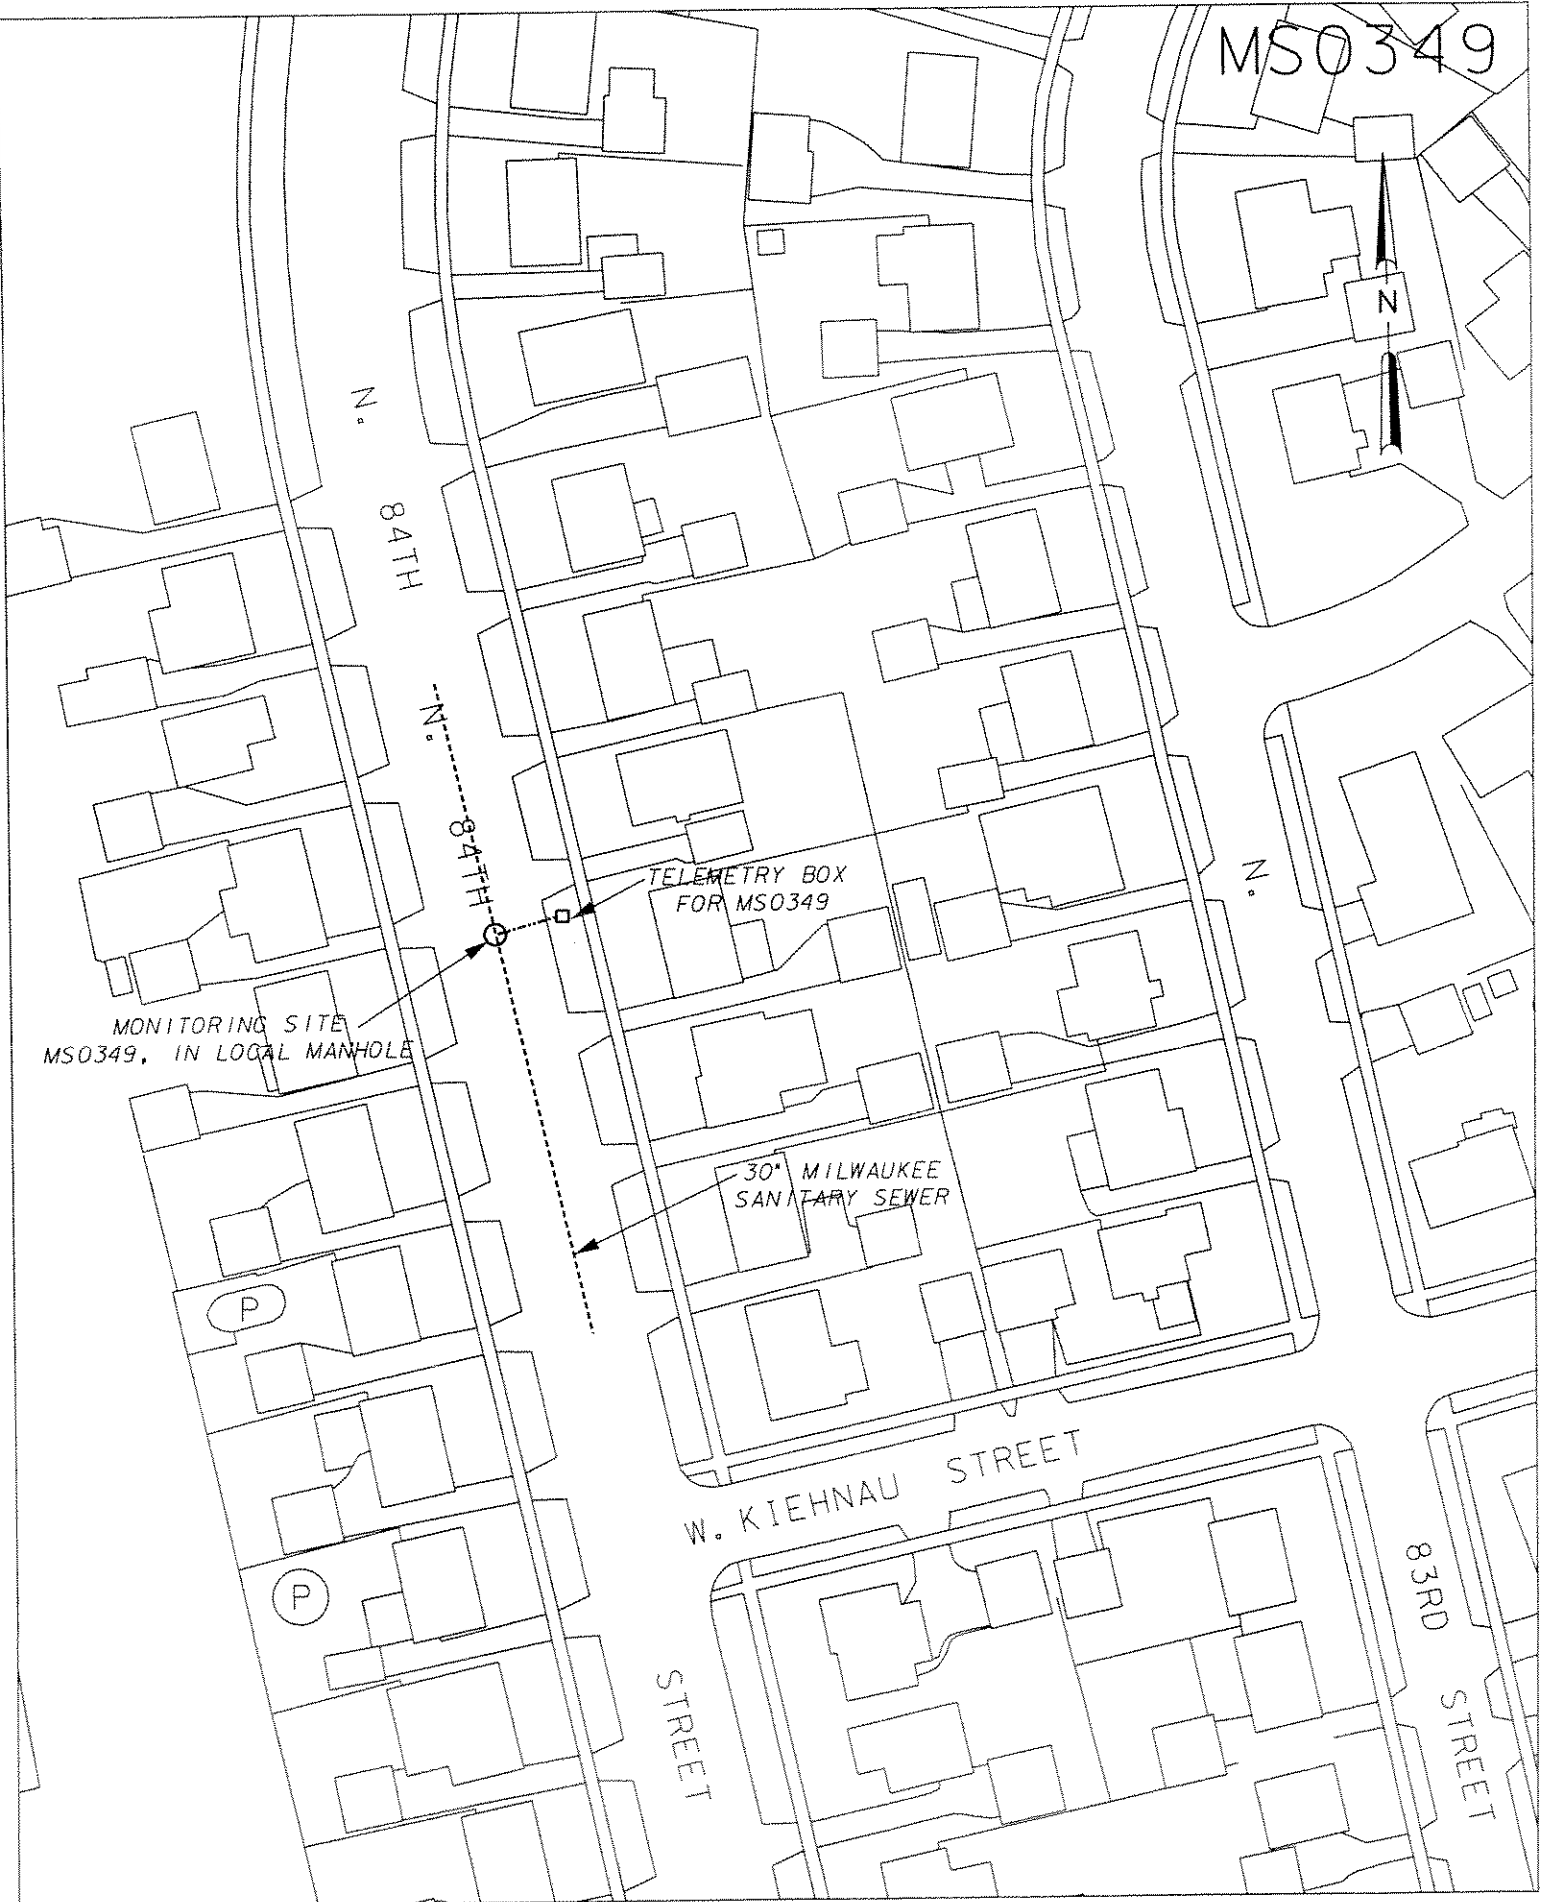 MS0349
N
N. 84TH
N. 84TH
TELEMETRY BOX
FOR MS0349
N.
MONITORING SITE
MS0349, IN LOCAL MANHOLE
30" MILWAUKEE
SANITARY SEWER
P
W. KIEHNAU STREET
P
83RD
STREET
STREET